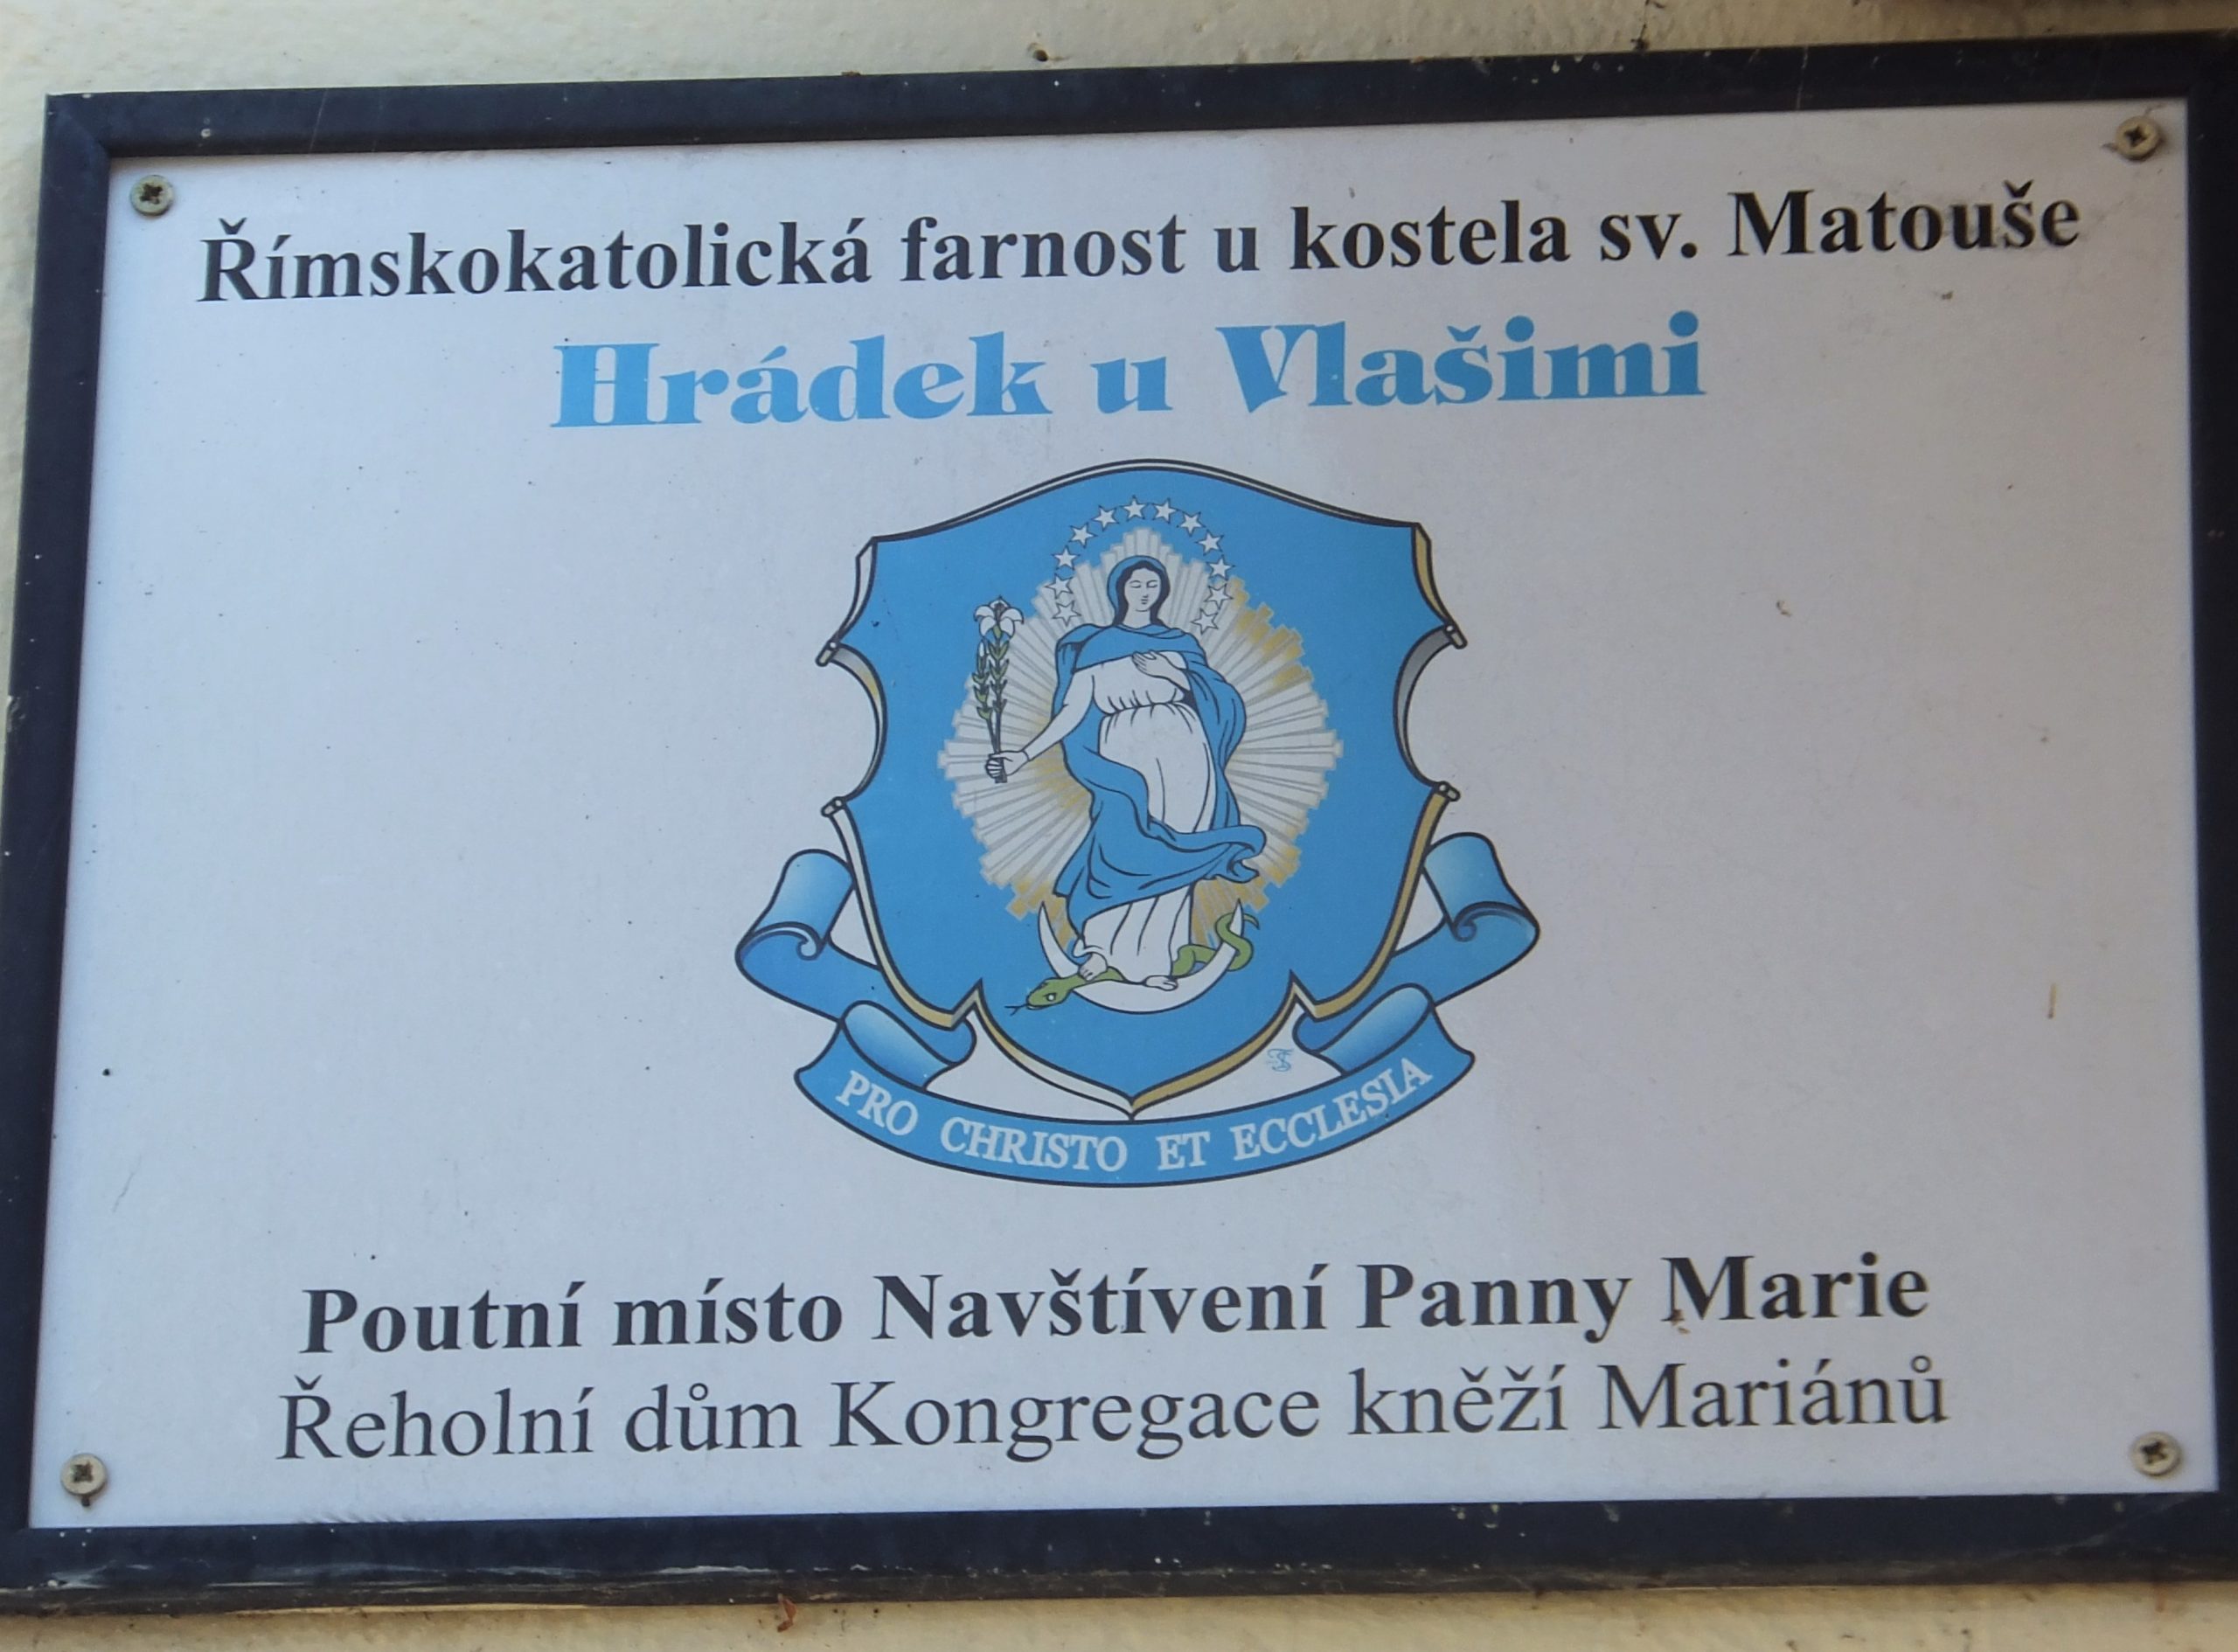 Římskokatolická farnost u kostela sv. Matouše
Hrádek u Vlašimi
PRO CHRISTO ET ECCLESIA
Poutní místo Navštívení Panny Marie
Řeholní dům Kongregace kněží Mariánů